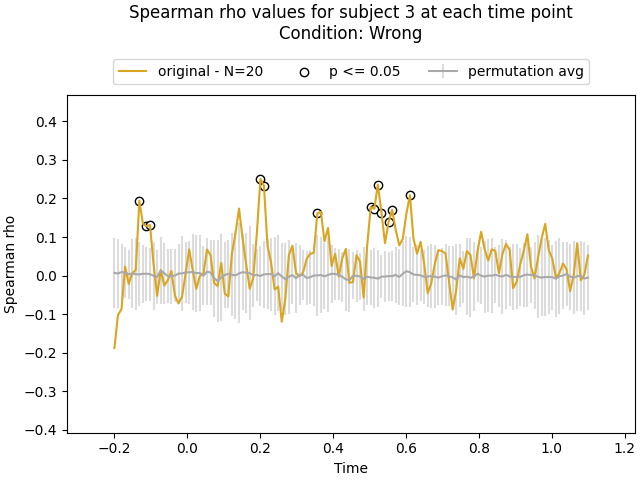 Spearman rho values for subject 3 at each time point
Condition: Wrong
original - N=20 p <= 0.05 permutation avg
0.4
0.3
0.2
0.1
0.0
−0.1
−0.2
−0.3
−0.4
Spearman rho
−0.2 0.0 0.2 0.4 0.6 0.8 1.0 1.2
Time